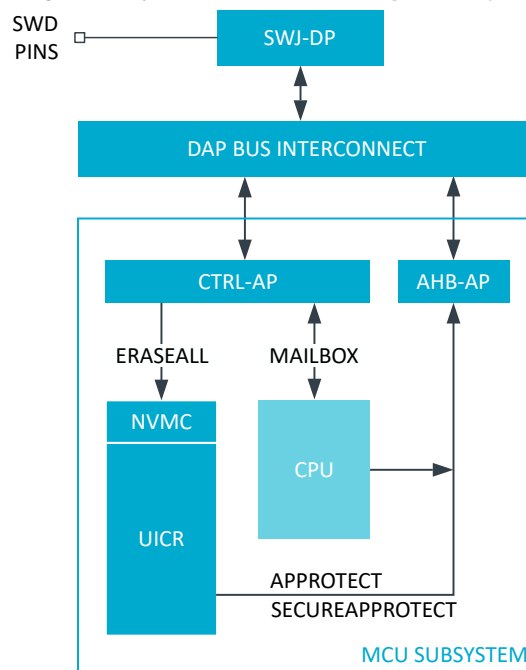 SWD
PINS
SWJ-DP
DAP BUS INTERCONNECT
CTRL-AP
AHB-AP
ERASEALL
MAILBOX
NVMC
CPU
UICR
APPROTECT
SECUREAPPROTECT
MCU SUBSYSTEM